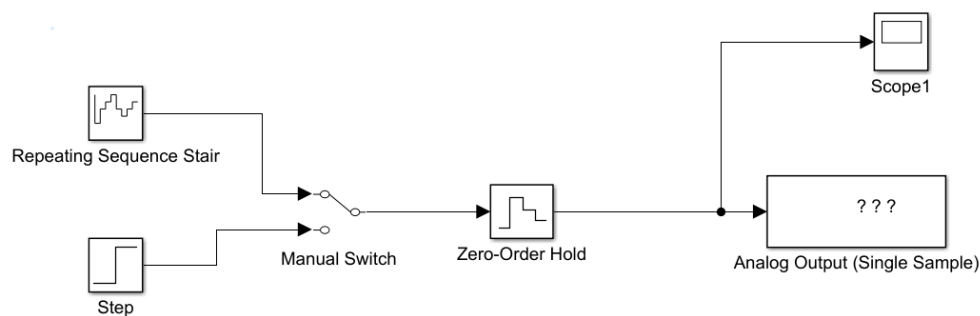 Scope1
Repeating Sequence Stair
? ? ?
Manual Switch
Zero-Order Hold
Analog Output (Single Sample)
Step